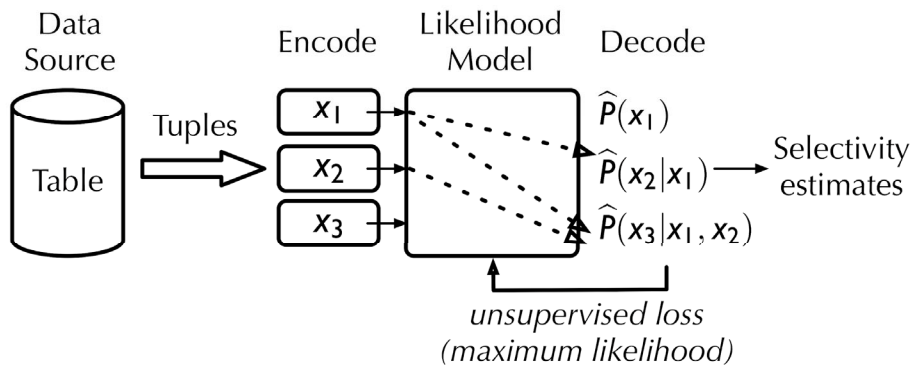 Data
Source
Table
Tuples
Encode
x₁
x₂
x₃
Likelihood
Model
Decode
P̂(x₁)
P̂(x₂|x₁)
P̂(x₃|x₁, x₂)
Selectivity
estimates
unsupervised loss
(maximum likelihood)